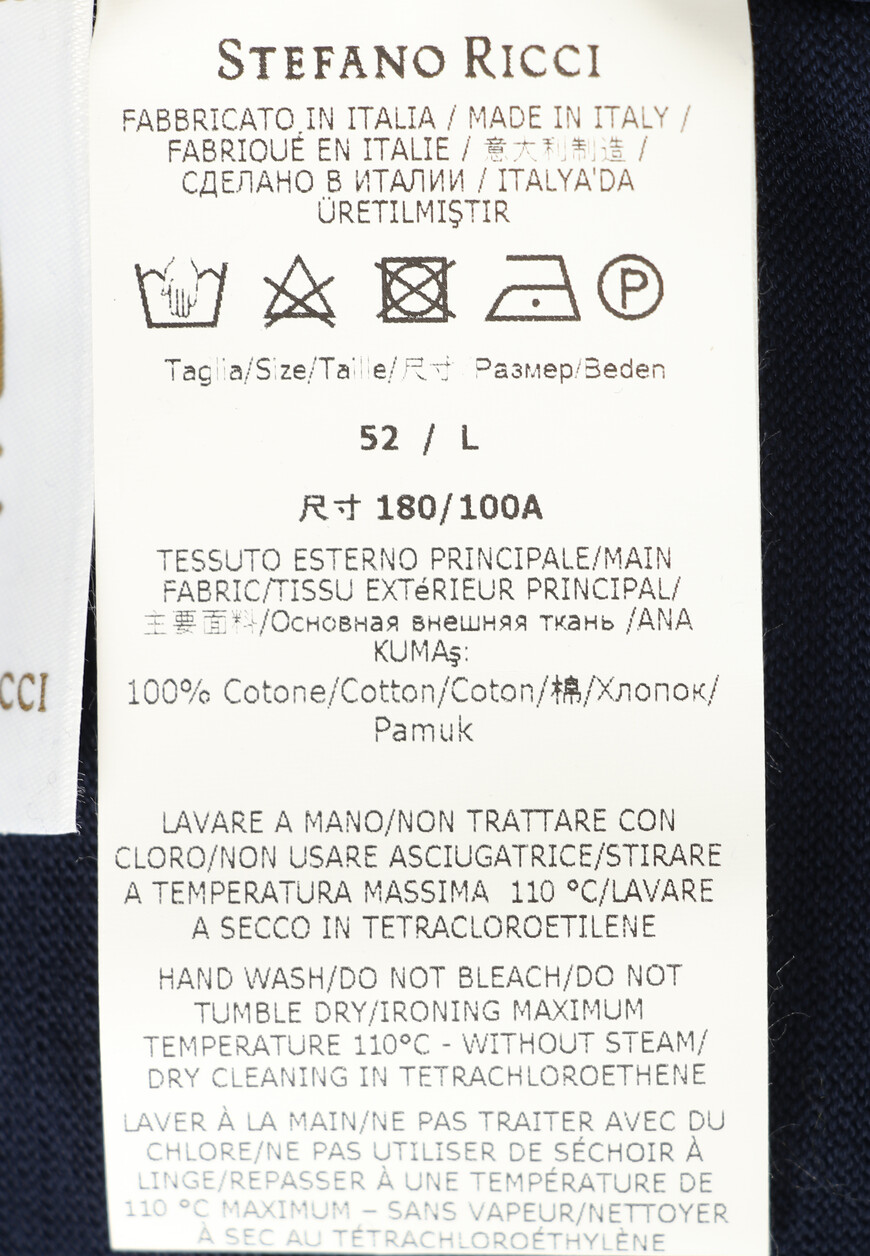 STEFANO RICCI
FABBRICATO IN ITALIA / MADE IN ITALY /
FABRIQUÉ EN ITALIE / 意大利制造 /
СДЕЛАНО В ИТАЛИИ / ITALYA'DA
ÜRETILMIŞTIR
P
Taglia/Size/Taille/尺寸 Размер/Beden
52 / L
尺寸 180/100A
TESSUTO ESTERNO PRINCIPALE/MAIN
FABRIC/TISSU EXTéRIEUR PRINCIPAL/
主要面料/Основная внешняя ткань /ANA
KUMAş:
100% Cotone/Cotton/Coton/棉/Хлопок/
Pamuk
LAVARE A MANO/NON TRATTARE CON
CLORO/NON USARE ASCIUGATRICE/STIRARE
A TEMPERATURA MASSIMA 110 °C/LAVARE
A SECCO IN TETRACLOROETILENE
HAND WASH/DO NOT BLEACH/DO NOT
TUMBLE DRY/IRONING MAXIMUM
TEMPERATURE 110°C - WITHOUT STEAM/
DRY CLEANING IN TETRACHLOROETHENE
LAVER À LA MAIN/NE PAS TRAITER AVEC DU
CHLORE/NE PAS UTILISER DE SÉCHOIR À
LINGE/REPASSER À UNE TEMPÉRATURE DE
110 °C MAXIMUM – SANS VAPEUR/NETTOYER
À SEC AU TÉTRACHLOROÉTHYLÈNE
CCI